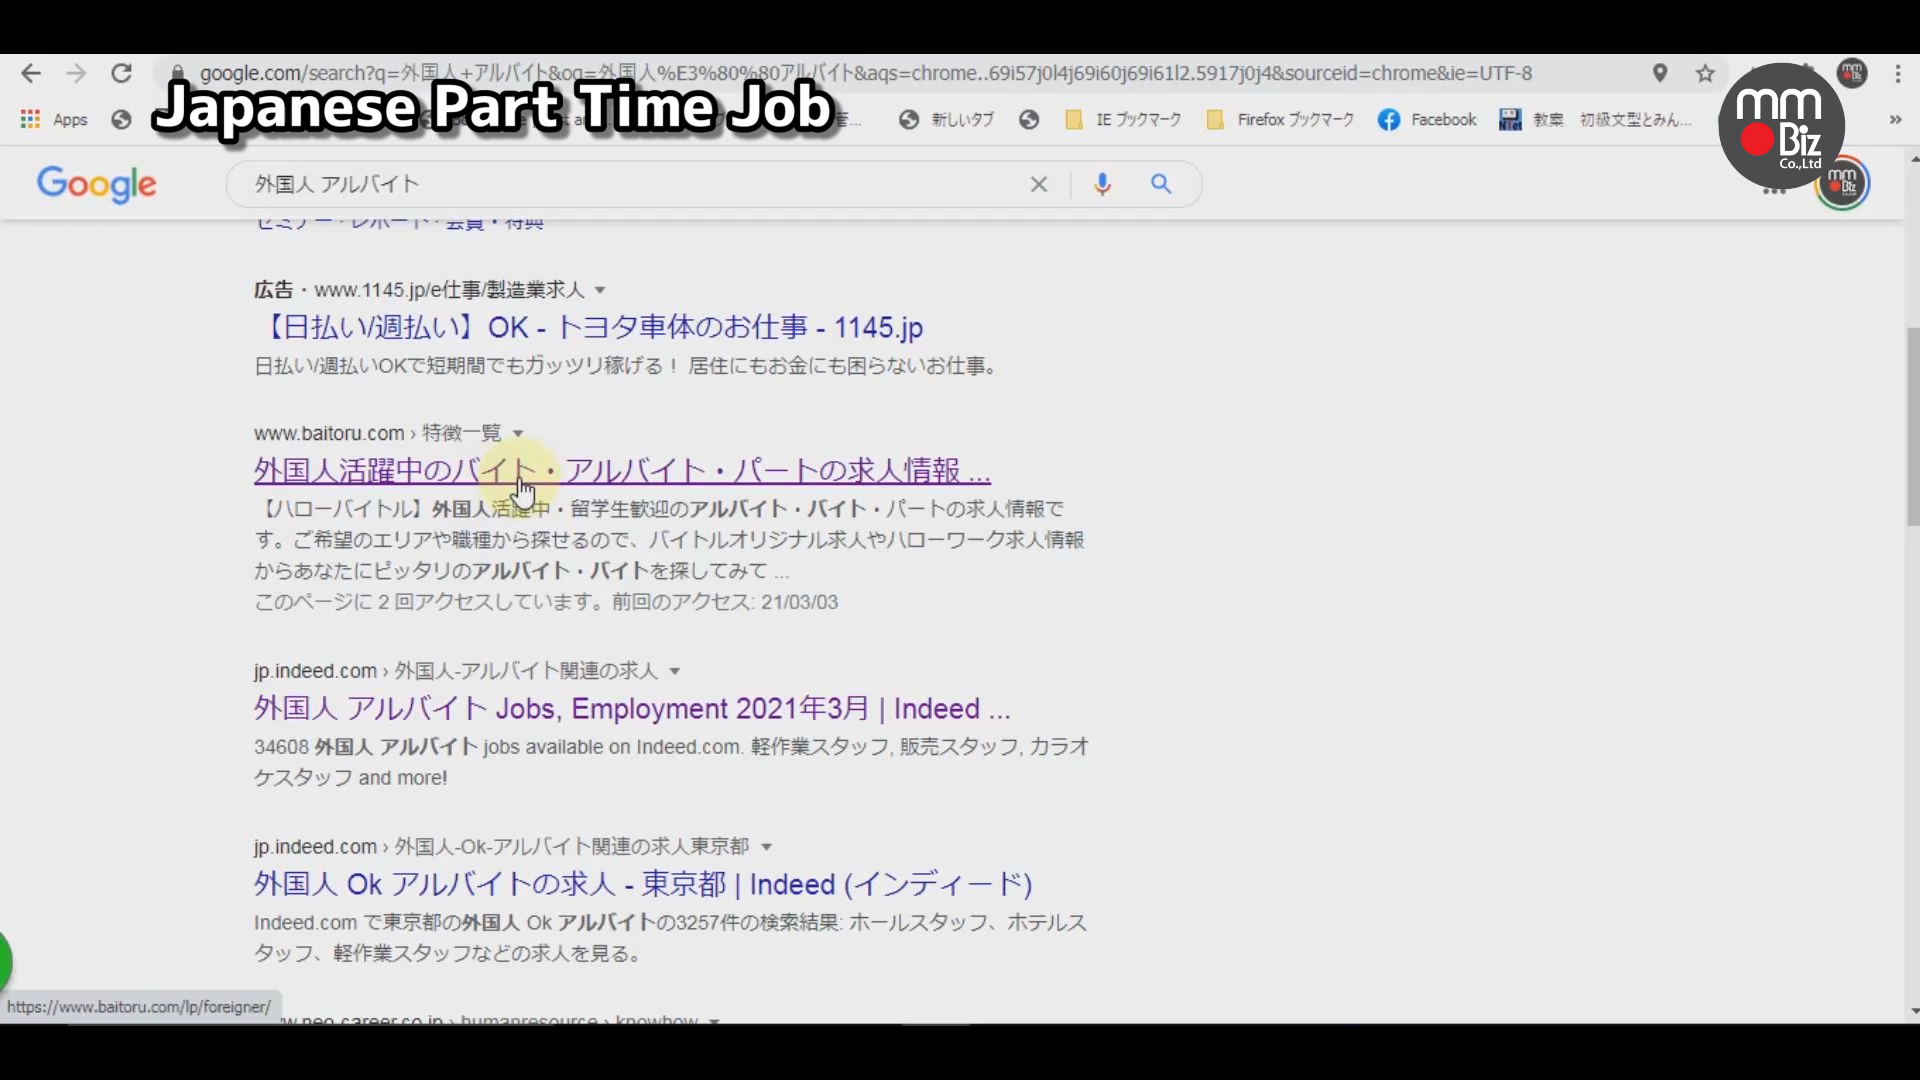 google.com/search?q=外国人+アルバイト&oq=外国人%E3%80%80アルバイト&aqs=chrome..69i57j0l4j69i60j69i61l2.5917j0j4&sourceid=chrome&ie=UTF-8
Japanese Part Time Job
mm
Biz
Co.,Ltd
Apps
新しいタブ
IE ブックマーク
Firefox ブックマーク
Facebook
教案 初級文型とみん...
»
Google
外国人 アルバイト
セミナー・レポート・会員・特典
広告・www.1145.jp/e仕事/製造業求人
【日払い/週払い】OK - トヨタ車体のお仕事 - 1145.jp
日払い/週払いOKで短期間でもガッツリ稼げる！ 居住にもお金にも困らないお仕事。
www.baitoru.com › 特徴一覧
外国人活躍中のバイト・アルバイト・パートの求人情報 ...
【ハローバイトル】外国人活躍中・留学生歓迎のアルバイト・バイト・パートの求人情報で
す。ご希望のエリアや職種から探せるので、バイトルオリジナル求人やハローワーク求人情報
からあなたにピッタリのアルバイト・バイトを探してみて ...
このページに 2 回アクセスしています。前回のアクセス: 21/03/03
jp.indeed.com › 外国人-アルバイト関連の求人
外国人 アルバイト Jobs, Employment 2021年3月 | Indeed ...
34608 外国人 アルバイト jobs available on Indeed.com. 軽作業スタッフ, 販売スタッフ, カラオ
ケスタッフ and more!
jp.indeed.com › 外国人-Ok-アルバイト関連の求人東京都
外国人 Ok アルバイトの求人 - 東京都 | Indeed (インディード)
Indeed.com で東京都の外国人 Ok アルバイトの3257件の検索結果: ホールスタッフ、ホテルス
タッフ、軽作業スタッフなどの求人を見る。
https://www.baitoru.com/lp/foreigner/
w.neo-career.co.jp › humanresource › knowhow